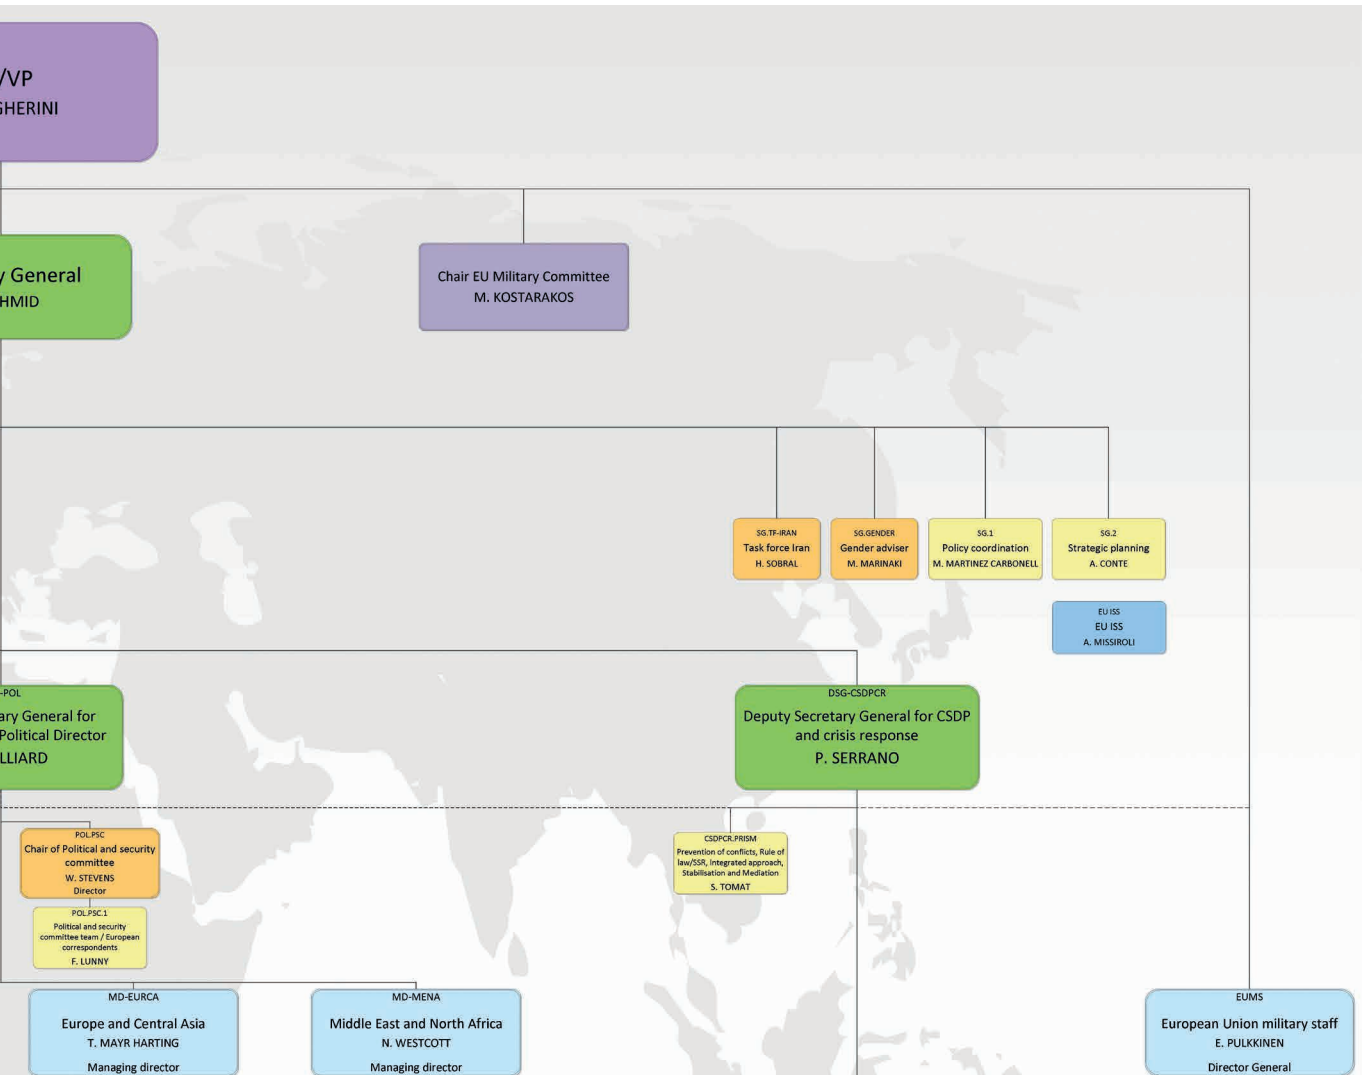 /VP
GHERINI
y General
HMID
Chair EU Military Committee
M. KOSTARAKOS
SG.TF-IRAN
Task force Iran
H. SOBRAL
SG.GENDER
Gender adviser
M. MARINAKI
SG.1
Policy coordination
M. MARTINEZ CARBONELL
SG.2
Strategic planning
A. CONTE
EU ISS
EU ISS
A. MISSIROLI
-POL
ary General for
Political Director
LLIARD
DSG-CSDPCR
Deputy Secretary General for CSDP
and crisis response
P. SERRANO
POL.PSC
Chair of Political and security
committee
W. STEVENS
Director
POL.PSC.1
Political and security
committee team / European
correspondents
F. LUNNY
CSDPCR.PRISM
Prevention of conflicts, Rule of
law/SSR, Integrated approach,
Stabilisation and Mediation
S. TOMAT
MD-EURCA
Europe and Central Asia
T. MAYR HARTING
Managing director
MD-MENA
Middle East and North Africa
N. WESTCOTT
Managing director
EUMS
European Union military staff
E. PULKKINEN
Director General